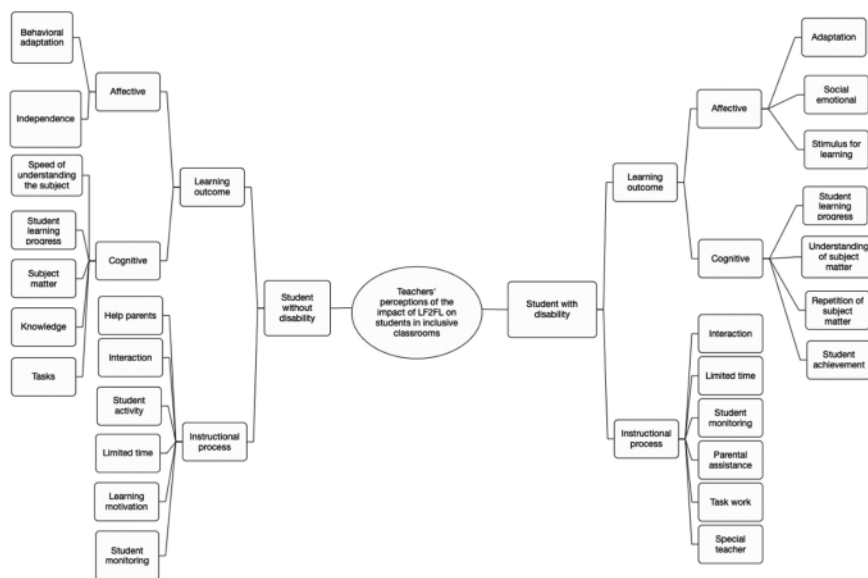 Behavioral
adaptation
Affective
Independence
Speed of
understanding
the subject
Learning
outcome
Student
learning
progress
Cognitive
Subject
matter
Student
without
disability
Help parents
Knowledge
Interaction
Tasks
Student
activity
Instructional
process
Limited time
Learning
motivation
Student
monitoring
Teachers'
perceptions of the
impact of LF2FL on
students in inclusive
classrooms
Student with
disability
Learning
outcome
Affective
Adaptation
Social
emotional
Stimulus for
learning
Cognitive
Student
learning
progress
Understanding
of subject
matter
Repetition of
subject
matter
Student
achievement
Instructional
process
Interaction
Limited time
Student
monitoring
Parental
assistance
Task work
Special
teacher